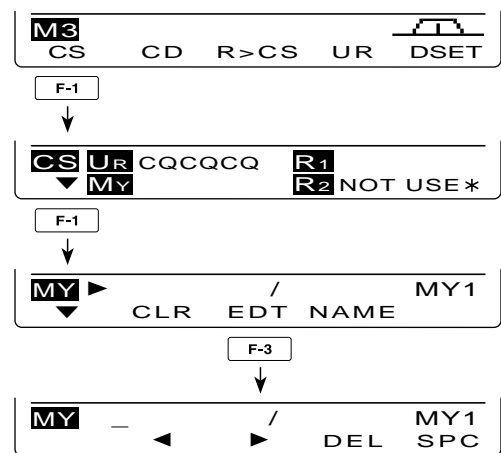 M3
CS CD R>CS UR DSET
F-1
CS UR CQCQCQ R1
▼ MY R2 NOT USE*
F-1
MY ► / MY1
▼ CLR EDT NAME
F-3
MY _ / MY1
◄ ► DEL SPC